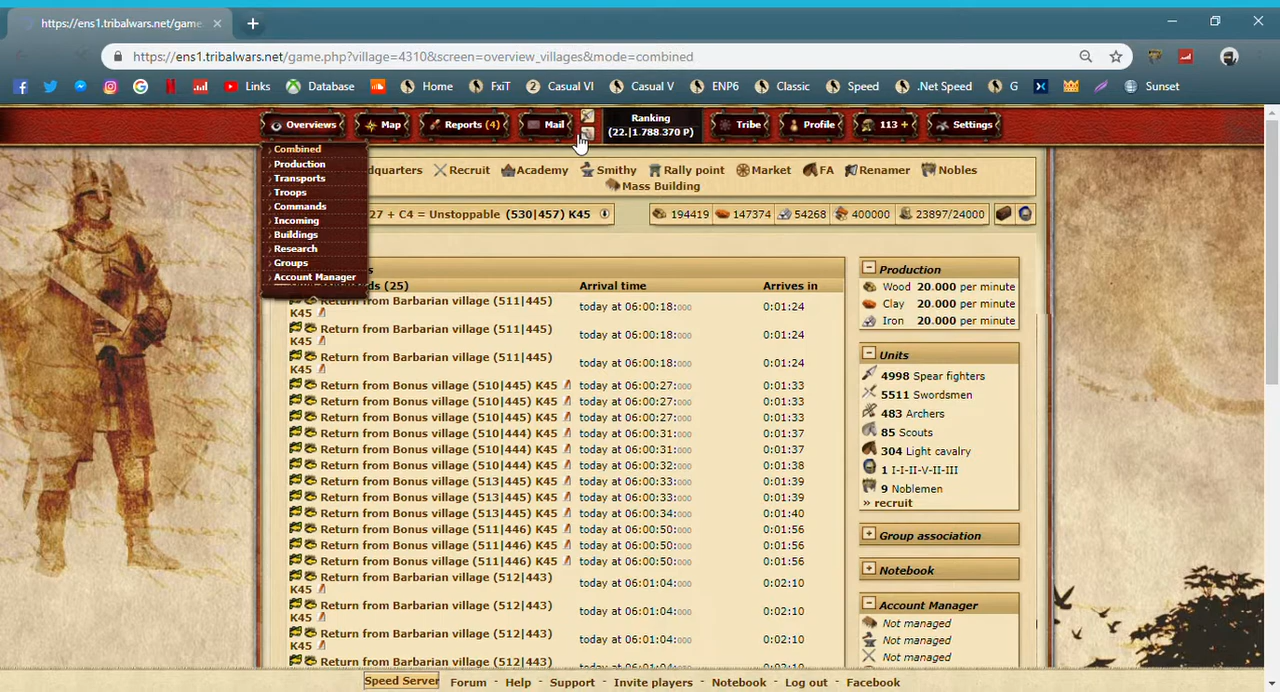 https://ens1.tribalwars.net/game
https://ens1.tribalwars.net/game.php?village=4310&screen=overview_villages&mode=combined
Links Database Home FxiT Casual VI Casual V ENP6 Classic Speed .Net Speed G Sunset
Overviews Map Reports (4) Mail Ranking (22.|1.788.370 P) Tribe Profile 113 + Settings
Combined
Production
Transports
Troops
Commands
Incoming
Buildings
Research
Groups
Account Manager
dquarters Recruit Academy Smithy Rally point Market FA Renamer Nobles
Mass Building
27 + C4 = Unstoppable (530|457) K45 194419 147374 54268 400000 23897/24000
ds (25) Arrival time Arrives in
Return from Barbarian village (511|445) K45 today at 06:00:18:000 0:01:24
Return from Barbarian village (511|445) K45 today at 06:00:18:000 0:01:24
Return from Barbarian village (511|445) K45 today at 06:00:18:000 0:01:24
Return from Bonus village (510|445) K45 today at 06:00:27:000 0:01:33
Return from Bonus village (510|445) K45 today at 06:00:27:000 0:01:33
Return from Bonus village (510|445) K45 today at 06:00:27:000 0:01:33
Return from Bonus village (510|444) K45 today at 06:00:31:000 0:01:37
Return from Bonus village (510|444) K45 today at 06:00:31:000 0:01:37
Return from Bonus village (510|444) K45 today at 06:00:32:000 0:01:38
Return from Bonus village (513|445) K45 today at 06:00:33:000 0:01:39
Return from Bonus village (513|445) K45 today at 06:00:33:000 0:01:39
Return from Bonus village (513|445) K45 today at 06:00:34:000 0:01:40
Return from Bonus village (511|446) K45 today at 06:00:50:000 0:01:56
Return from Bonus village (511|446) K45 today at 06:00:50:000 0:01:56
Return from Bonus village (511|446) K45 today at 06:00:50:000 0:01:56
Return from Barbarian village (512|443) K45 today at 06:01:04:000 0:02:10
Return from Barbarian village (512|443) K45 today at 06:01:04:000 0:02:10
Return from Barbarian village (512|443) K45 today at 06:01:04:000 0:02:10
Return from Barbarian village (512|443)
Production
Wood 20.000 per minute
Clay 20.000 per minute
Iron 20.000 per minute
Units
4998 Spear fighters
5511 Swordsmen
483 Archers
85 Scouts
304 Light cavalry
1 I-I-II-V-II-III
9 Noblemen
» recruit
Group association
Notebook
Account Manager
Not managed
Not managed
Not managed
Speed Server Forum - Help - Support - Invite players - Notebook - Log out - Facebook